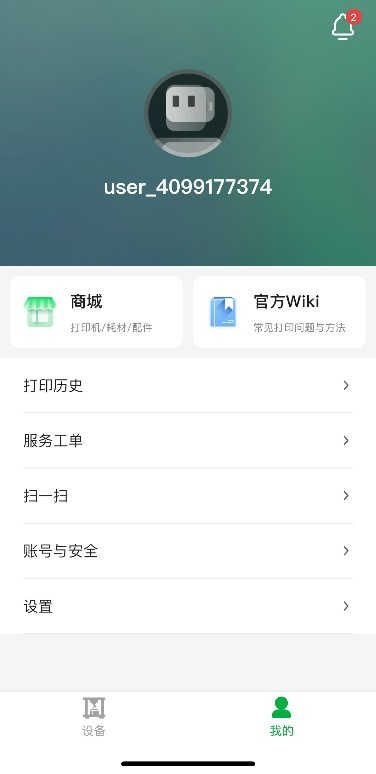 2
user_4099177374
商城
打印机/耗材/配件
官方Wiki
常见打印问题与方法
打印历史
服务工单
扫一扫
账号与安全
设置
设备
我的